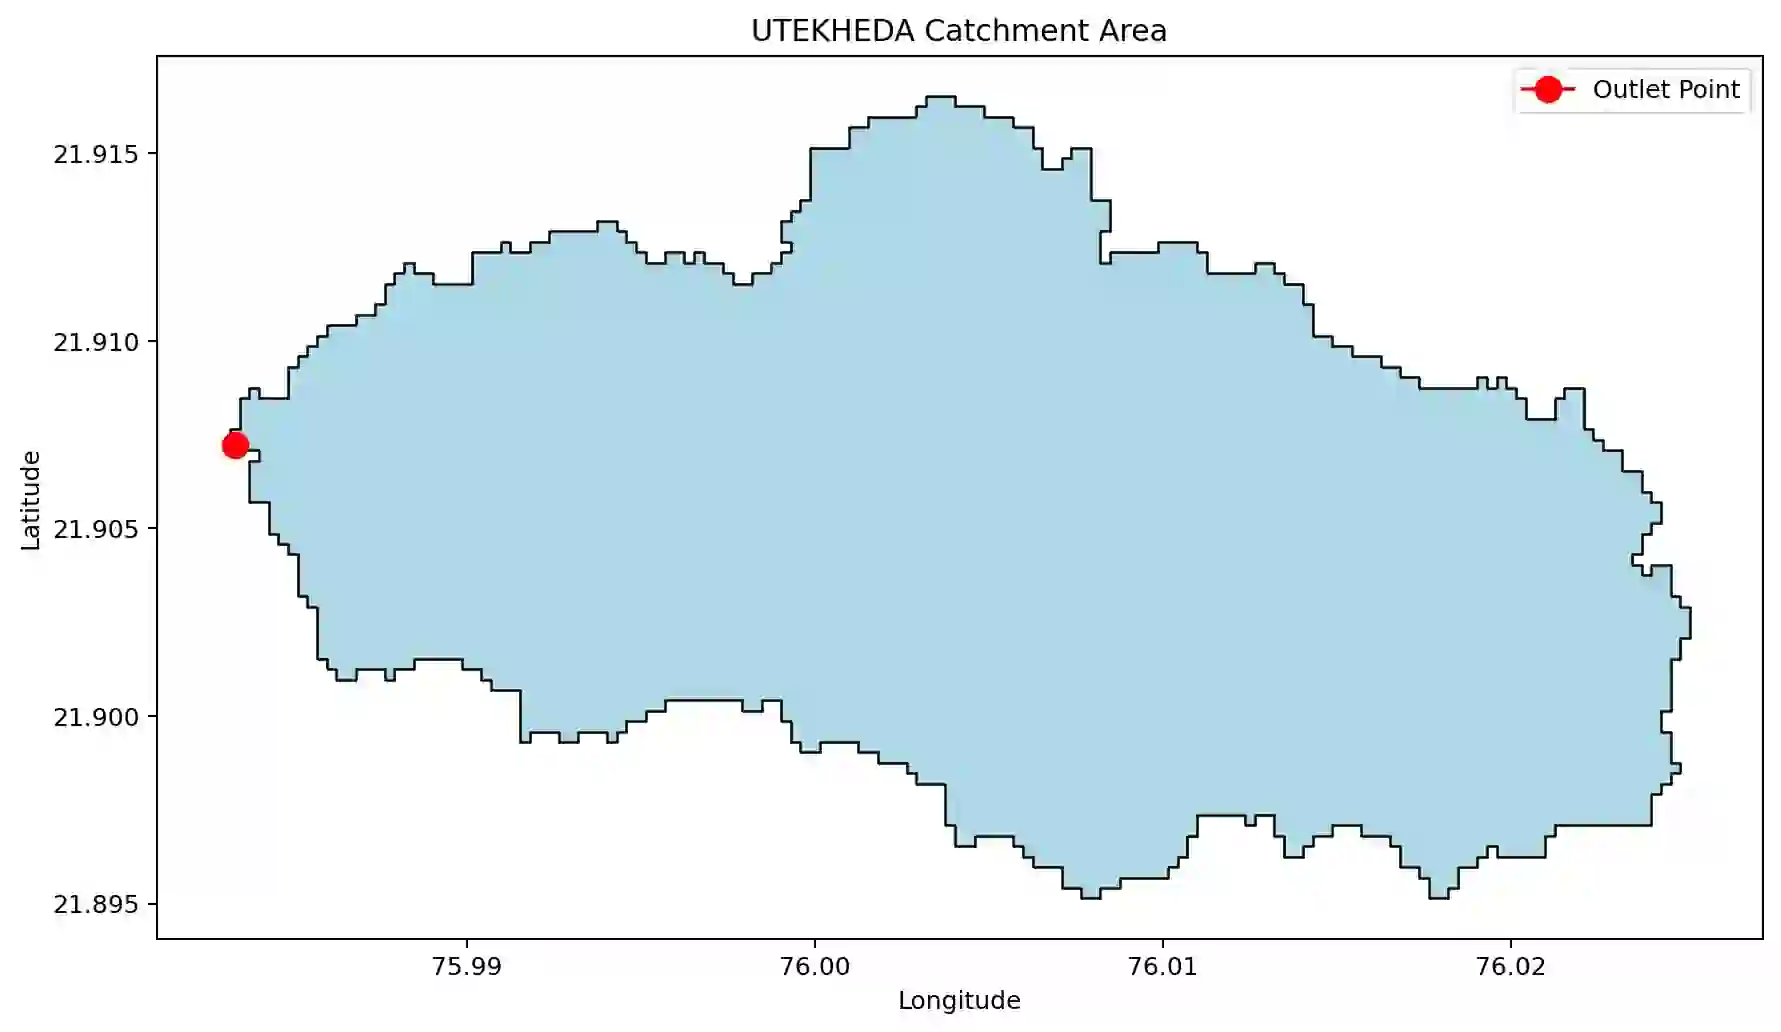 UTEKHEDA Catchment Area
Outlet Point
21.915
21.910
21.905
21.900
21.895
Latitude
75.99 76.00 76.01 76.02
Longitude